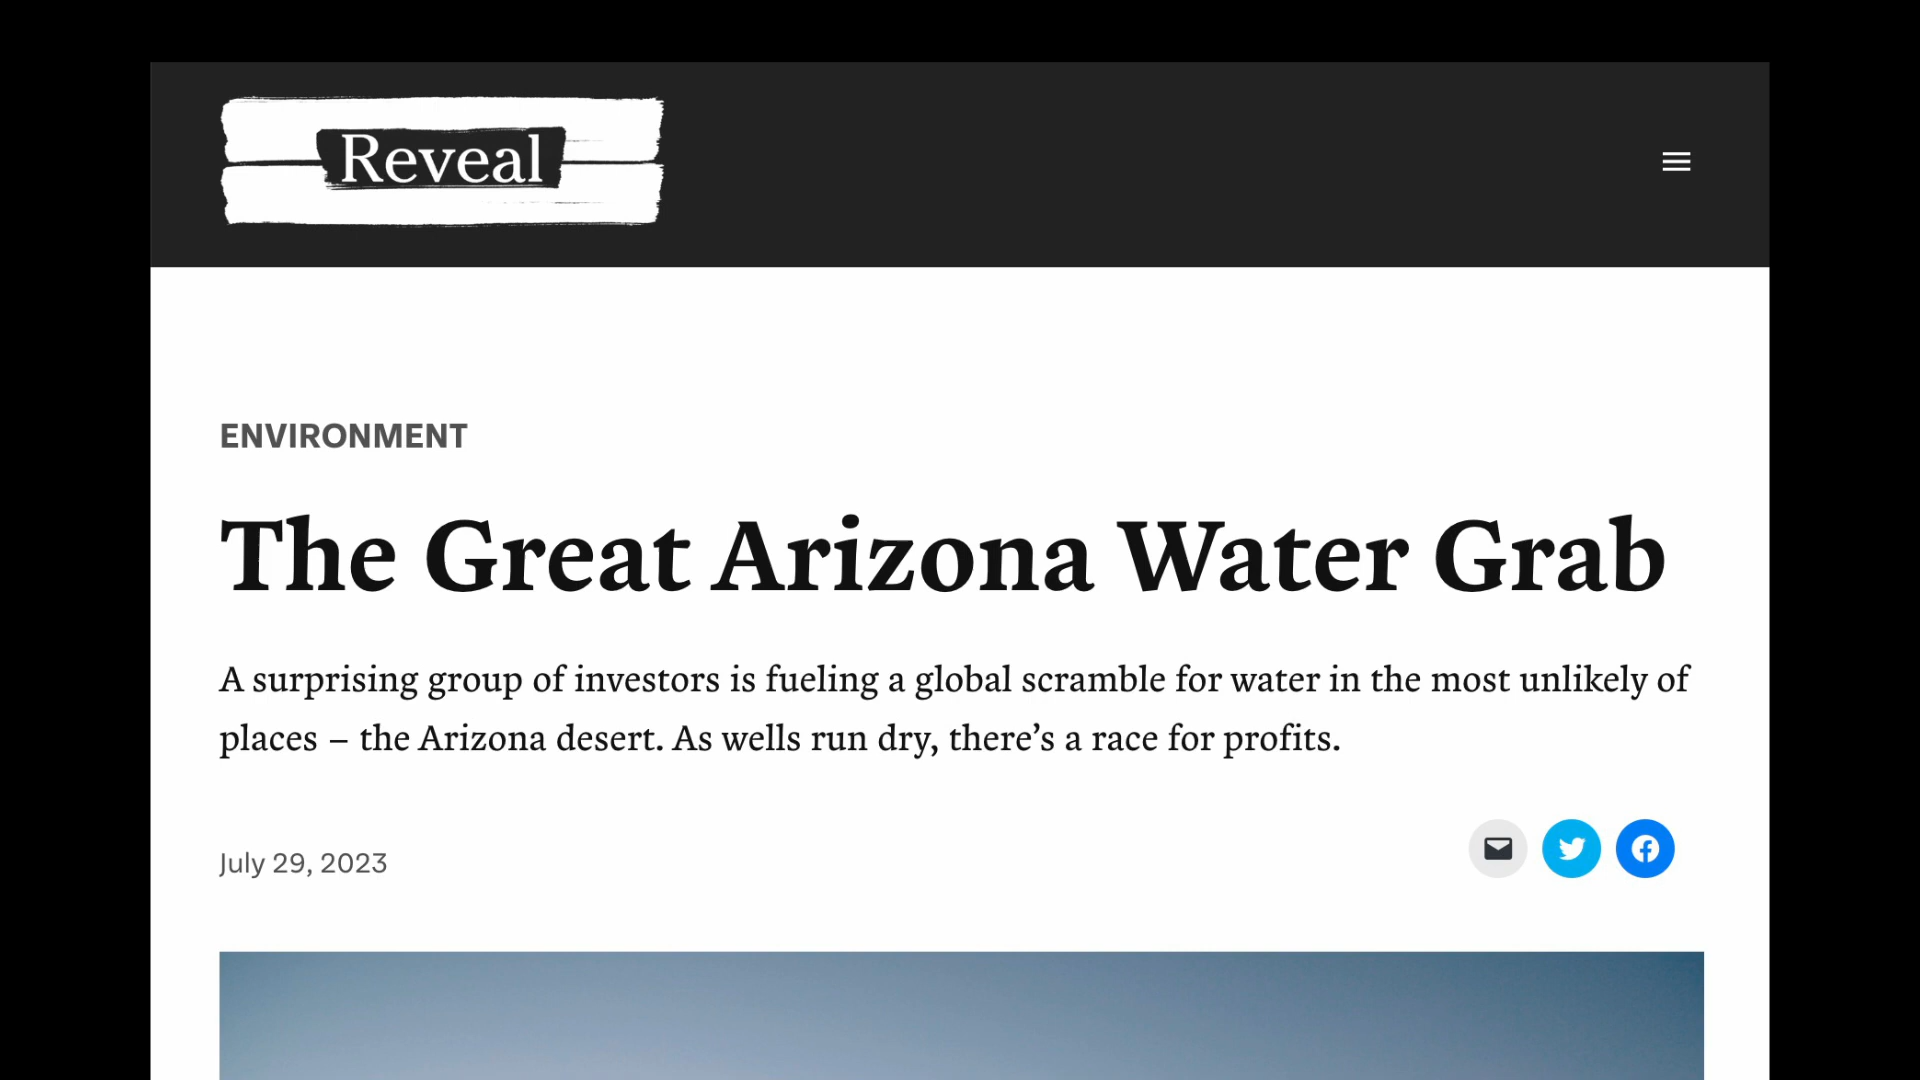 Reveal
ENVIRONMENT
The Great Arizona Water Grab
A surprising group of investors is fueling a global scramble for water in the most unlikely of
places – the Arizona desert. As wells run dry, there’s a race for profits.
July 29, 2023